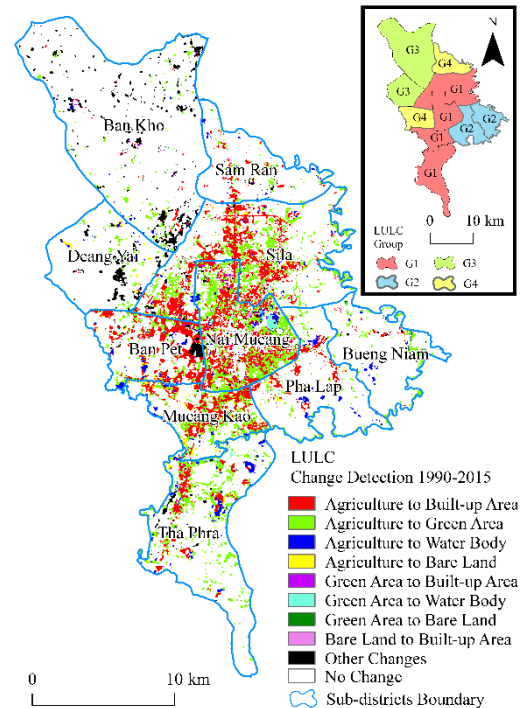 N
G3
G4
G1
G3
G2
G1
G4
G2
G1
G1
0 10 km
LULC
Group
G1 G3
G2 G4
Ban Kho
Sam Ran
Deang Yai
Sila
Nai Mueang
Ban Pet
Bueng Niam
Pha Lap
Mueang Kao
Tha Phra
LULC
Change Detection 1990-2015
Agriculture to Built-up Area
Agriculture to Green Area
Agriculture to Water Body
Agriculture to Bare Land
Green Area to Built-up Area
Green Area to Water Body
Green Area to Bare Land
Bare Land to Built-up Area
Other Changes
No Change
Sub-districts Boundary
0 10 km